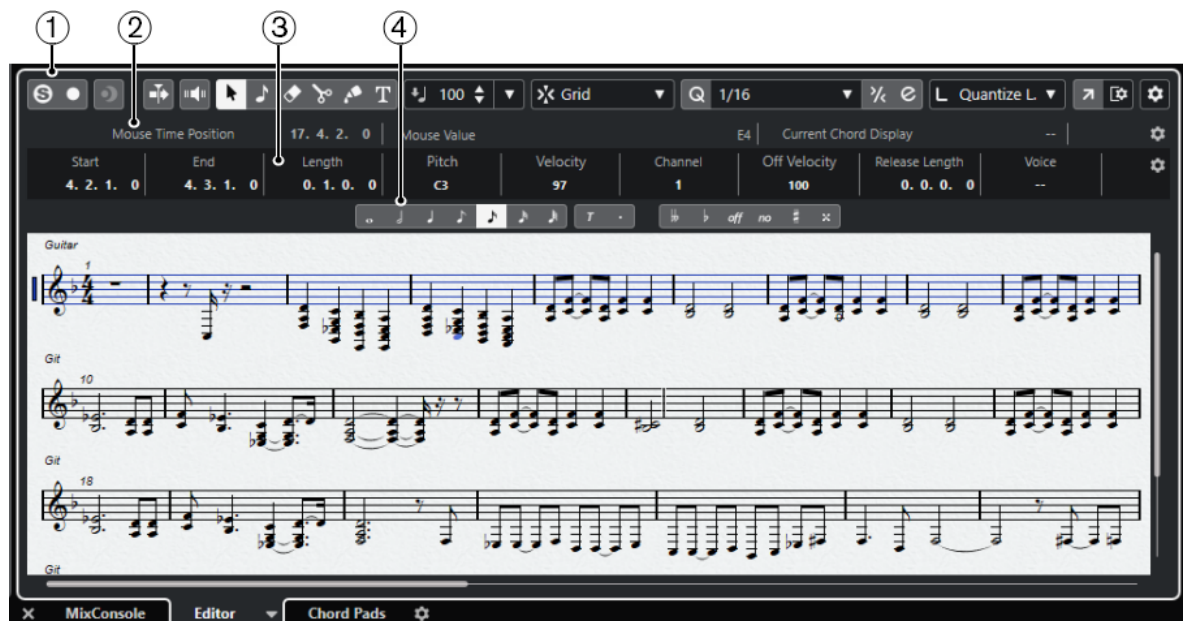 1 2 3 4
S T 100 Grid Q 1/16 L Quantize L.
Mouse Time Position 17. 4. 2. 0 Mouse Value E4 Current Chord Display --
Start End Length Pitch Velocity Channel Off Velocity Release Length Voice
4. 2. 1. 0 4. 3. 1. 0 0. 1. 0. 0 C3 97 1 100 0. 0. 0. 0 --
T . off no
Guitar
1
4
4
Git
10
Git
18
Git
MixConsole Editor Chord Pads